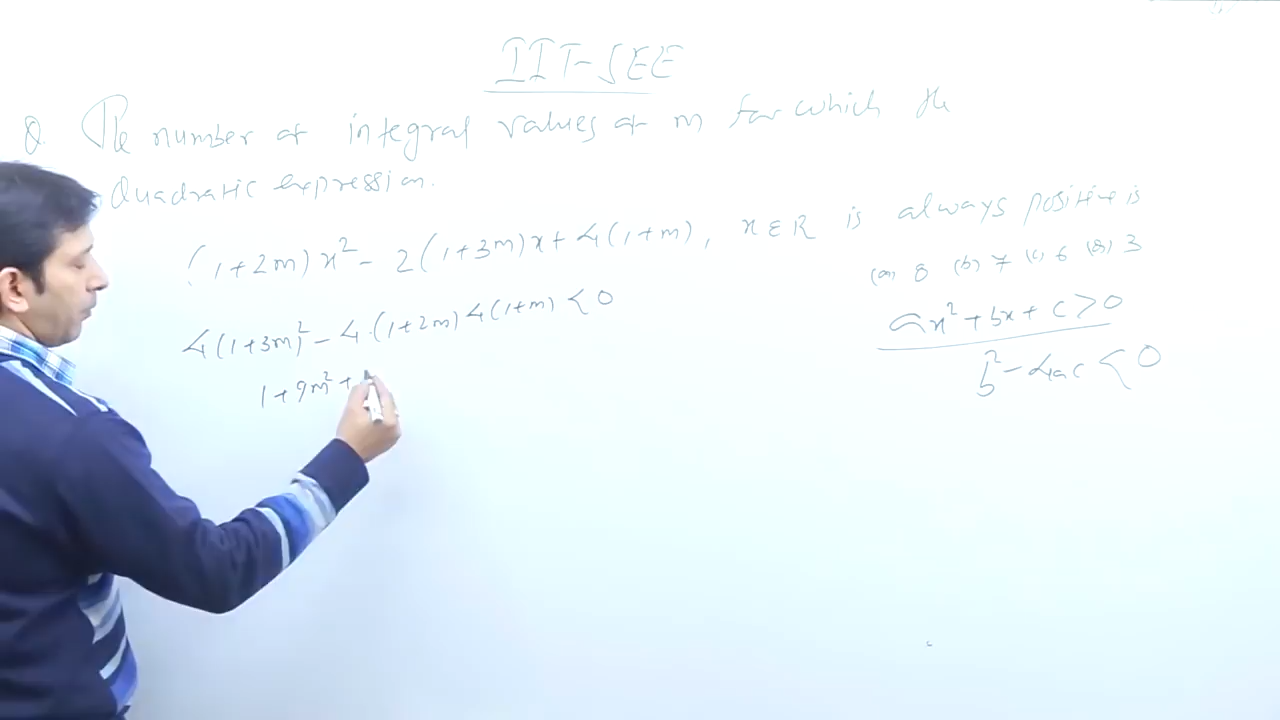 IIT-JEE
Q The number of integral values of m for which the
Quadratic expression.
(1+2m)x² - 2(1+3m)x + 4(1+m), x ∈ R is always positive is
(a) 8 (b) 7 (c) 6 (d) 3
4(1+3m)² - 4·(1+2m)4(1+m) < 0
1+9m²+
ax²+bx+c>0
b²-4ac<0